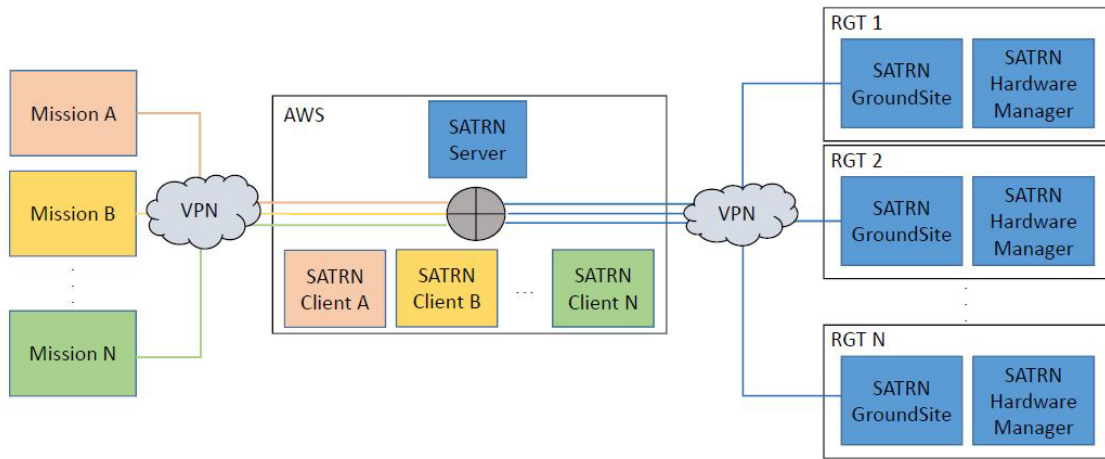 Mission A
Mission B
.
.
.
Mission N
VPN
AWS
SATRN
Server
SATRN
Client A
SATRN
Client B
...
SATRN
Client N
VPN
RGT 1
SATRN
GroundSite
SATRN
Hardware
Manager
RGT 2
SATRN
GroundSite
SATRN
Hardware
Manager
.
.
.
.
.
.
RGT N
SATRN
GroundSite
SATRN
Hardware
Manager